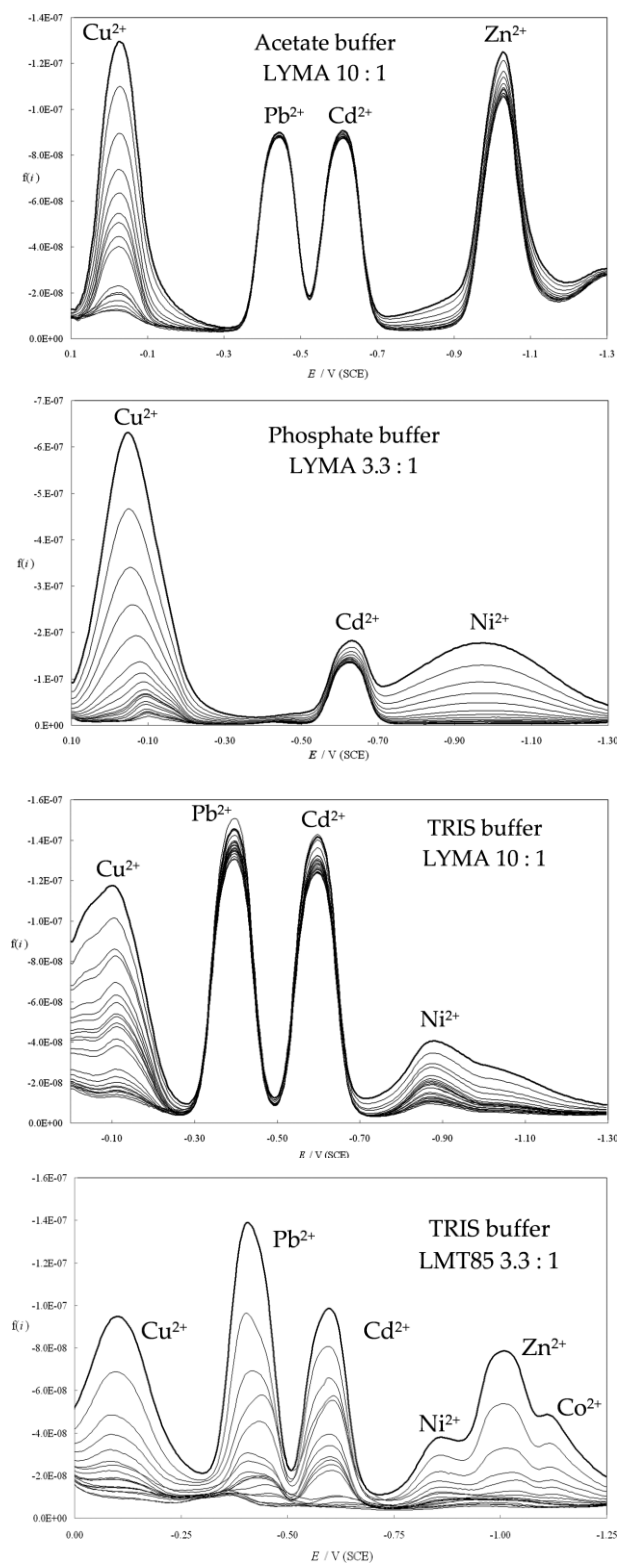 -1.4E-07
-1.2E-07
-1.0E-07
-8.0E-08
-6.0E-08
-4.0E-08
-2.0E-08
0.0E+00
f(i)
Cu²⁺
Acetate buffer
LYMA 10 : 1
Pb²⁺
Cd²⁺
Zn²⁺
0.1 -0.1 -0.3 -0.5 -0.7 -0.9 -1.1 -1.3
E / V (SCE)
-7.E-07
-6.E-07
-5.E-07
-4.E-07
-3.E-07
-2.E-07
-1.E-07
0.E+00
f(i)
Cu²⁺
Phosphate buffer
LYMA 3.3 : 1
Cd²⁺
Ni²⁺
0.10 -0.10 -0.30 -0.50 -0.70 -0.90 -1.10 -1.30
E / V (SCE)
-1.6E-07
-1.4E-07
-1.2E-07
-1.0E-07
-8.0E-08
-6.0E-08
-4.0E-08
-2.0E-08
0.0E+00
f(i)
Cu²⁺
Pb²⁺
Cd²⁺
TRIS buffer
LYMA 10 : 1
Ni²⁺
-0.10 -0.30 -0.50 -0.70 -0.90 -1.10 -1.30
E / V (SCE)
-1.6E-07
-1.4E-07
-1.2E-07
-1.0E-07
-8.0E-08
-6.0E-08
-4.0E-08
-2.0E-08
0.0E+00
f(i)
TRIS buffer
LMT85 3.3 : 1
Cu²⁺
Pb²⁺
Cd²⁺
Ni²⁺
Zn²⁺
Co²⁺
0.00 -0.25 -0.50 -0.75 -1.00 -1.25
E / V (SCE)